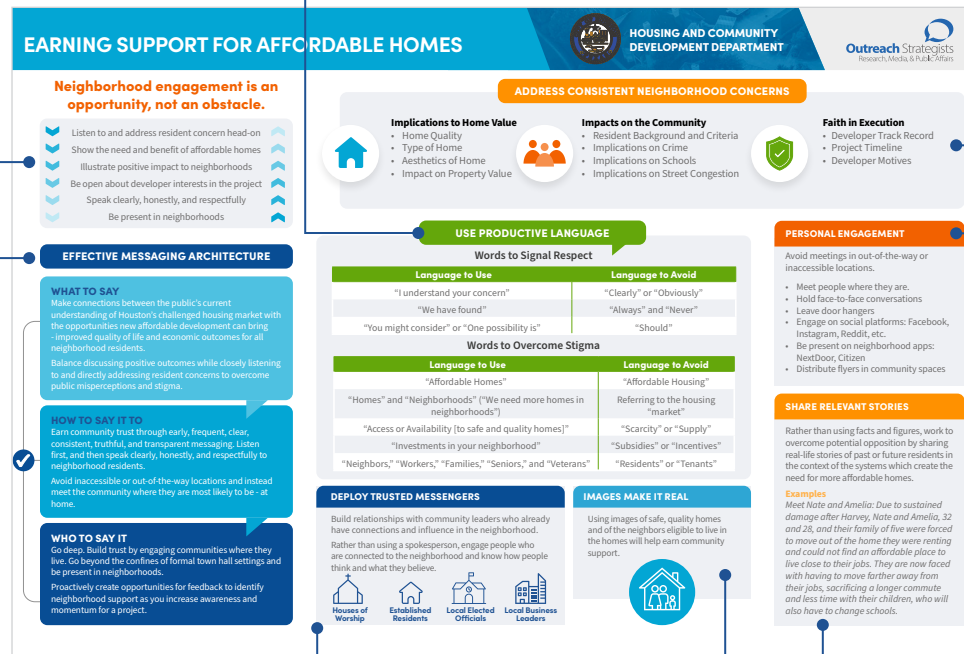 EARNING SUPPORT FOR AFFORDABLE HOMES
HOUSING AND COMMUNITY
DEVELOPMENT DEPARTMENT
Outreach Strategists
Research, Media, & Public Affairs
Neighborhood engagement is an
opportunity, not an obstacle.
Listen to and address resident concern head-on
Show the need and benefit of affordable homes
Illustrate positive impact to neighborhoods
Be open about developer interests in the project
Speak clearly, honestly, and respectfully
Be present in neighborhoods
ADDRESS CONSISTENT NEIGHBORHOOD CONCERNS
Implications to Home Value
• Home Quality
• Type of Home
• Aesthetics of Home
• Impact on Property Value
Impacts on the Community
• Resident Background and Criteria
• Implications on Crime
• Implications on Schools
• Implications on Street Congestion
Faith in Execution
• Developer Track Record
• Project Timeline
• Developer Motives
EFFECTIVE MESSAGING ARCHITECTURE
WHAT TO SAY
Make connections between the public's current
understanding of Houston's challenged housing market with
the opportunities new affordable development can bring
- improved quality of life and economic outcomes for all
neighborhood residents.
Balance discussing positive outcomes while closely listening
to and directly addressing resident concerns to overcome
public misperceptions and stigma.
HOW TO SAY IT TO
Earn community trust through early, frequent, clear,
consistent, truthful, and transparent messaging. Listen
first, and then speak clearly, honestly, and respectfully to
neighborhood residents.
Avoid inaccessible or out-of-the-way locations and instead
meet the community where they are most likely to be - at
home.
WHO TO SAY IT
Go deep. Build trust by engaging communities where they
live. Go beyond the confines of formal town hall settings and
be present in neighborhoods.
Proactively create opportunities for feedback to identify
neighborhood support as you increase awareness and
momentum for a project.
USE PRODUCTIVE LANGUAGE
Words to Signal Respect
Language to Use Language to Avoid
"I understand your concern" "Clearly" or "Obviously"
"We have found" "Always" and "Never"
"You might consider" or "One possibility is" "Should"
Words to Overcome Stigma
Language to Use Language to Avoid
"Affordable Homes" "Affordable Housing"
"Homes" and "Neighborhoods" ("We need more homes in Referring to the housing
neighborhoods") "market"
"Access or Availability [to safe and quality homes]" "Scarcity" or "Supply"
"Investments in your neighborhood" "Subsidies" or "Incentives"
"Neighbors," "Workers," "Families," "Seniors," and "Veterans" "Residents" or "Tenants"
DEPLOY TRUSTED MESSENGERS
Build relationships with community leaders who already
have connections and influence in the neighborhood.
Rather than using a spokesperson, engage people who
are connected to the neighborhood and know how people
think and what they believe.
Houses of
Worship
Established
Residents
Local Elected
Officials
Local Business
Leaders
IMAGES MAKE IT REAL
Using images of safe, quality homes
and of the neighbors eligible to live in
the homes will help earn community
support.
PERSONAL ENGAGEMENT
Avoid meetings in out-of-the-way or
inaccessible locations.
• Meet people where they are.
• Hold face-to-face conversations
• Leave door hangers
• Engage on social platforms: Facebook,
Instagram, Reddit, etc.
• Be present on neighborhood apps:
NextDoor, Citizen
• Distribute flyers in community spaces
SHARE RELEVANT STORIES
Rather than using facts and figures, work to
overcome potential opposition by sharing
real-life stories of past or future residents in
the context of the systems which create the
need for more affordable homes.
Examples
Meet Nate and Amelia: Due to sustained
damage after Harvey, Nate and Amelia, 32
and 28, and their family of five were forced
to move out of the home they were renting
and could not find an affordable place to
live close to their jobs. They are now faced
with having to move farther away from
their jobs, sacrificing a longer commute
and less time with their children, who will
also have to change schools.